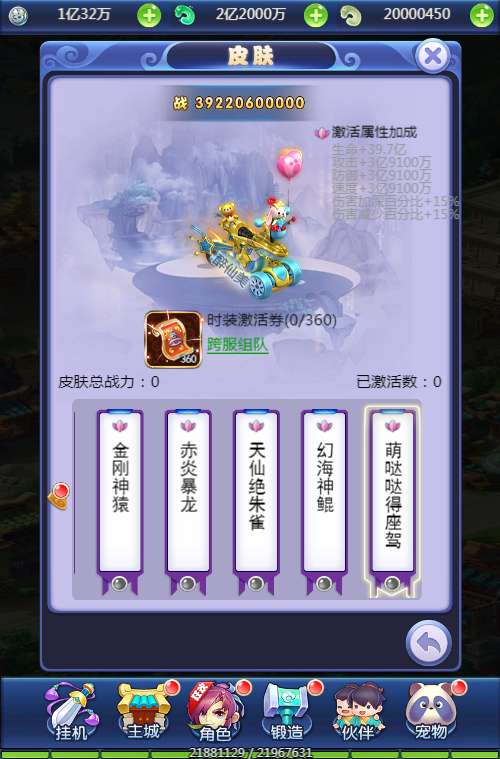 1亿32万
2亿2000万
20000450
皮肤
战 39220600000
激活属性加成
生命+39.7亿
攻击+3亿9100万
防御+3亿9100万
速度+3亿9100万
伤害加深百分比+15%
伤害减少百分比+15%
醉仙美
时装激活券(0/360)
跨服组队
360
皮肤总战力：0
已激活数：0
金刚神猿
赤炎暴龙
天仙绝朱雀
幻海神鲲
萌哒哒得座驾
挂机
主城
角色
锻造
伙伴
宠物
21881129 / 21967631